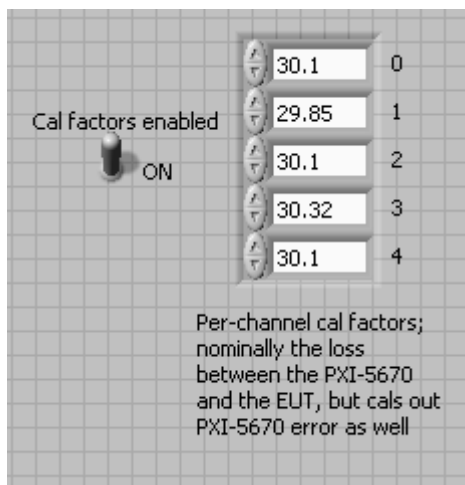 30.1 0
Cal factors enabled 29.85 1
ON 30.1 2
30.32 3
30.1 4
Per-channel cal factors;
nominally the loss
between the PXI-5670
and the EUT, but cals out
PXI-5670 error as well